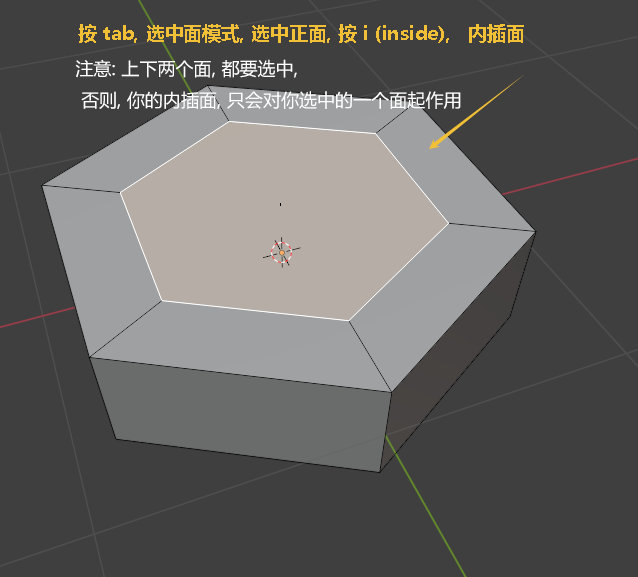 按 tab, 选中面模式, 选中正面, 按 i (inside), 内插面
注意: 上下两个面, 都要选中,
否则, 你的内插面, 只会对你选中的一个面起作用